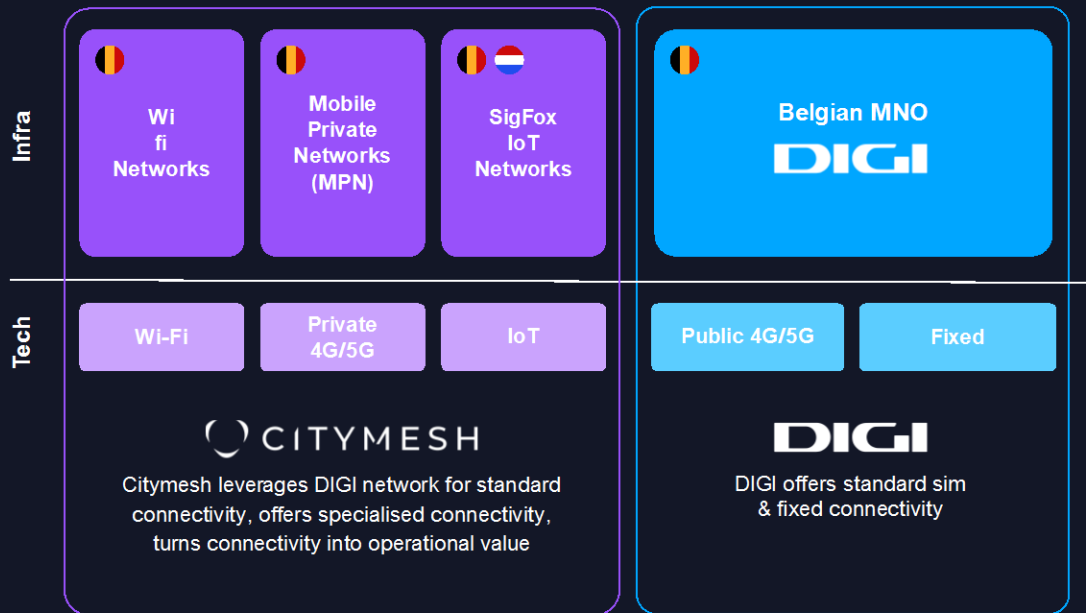 Infra
Wi
fi
Networks
Mobile
Private
Networks
(MPN)
SigFox
IoT
Networks
Belgian MNO
DIGI
Tech
Wi-Fi
Private
4G/5G
IoT
Public 4G/5G
Fixed
CITYMESH
Citymesh leverages DIGI network for standard
connectivity, offers specialised connectivity,
turns connectivity into operational value
DIGI
DIGI offers standard sim
& fixed connectivity